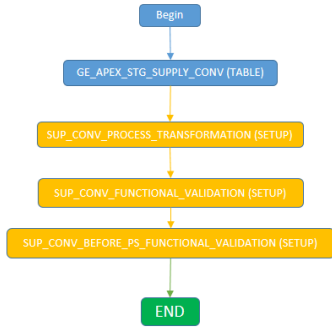 Begin
GE_APEX_STG_SUPPLY_CONV (TABLE)
SUP_CONV_PROCESS_TRANSFORMATION (SETUP)
SUP_CONV_FUNCTIONAL_VALIDATION (SETUP)
SUP_CONV_BEFORE_PS_FUNCTIONAL_VALIDATION (SETUP)
END